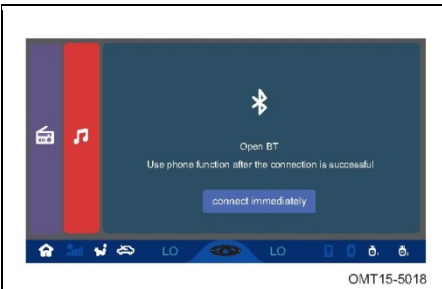 Open BT
Use phone function after the connection is successful
connect immediately
LO LO
OMT15-5018